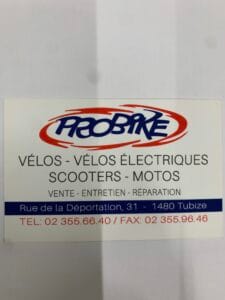 PROBIKE
VÉLOS - VÉLOS ÉLECTRIQUES
SCOOTERS - MOTOS
VENTE - ENTRETIEN - RÉPARATION
Rue de la Déportation, 31 - 1480 Tubize
TEL: 02 355.66.40 / FAX: 02 355.96.46